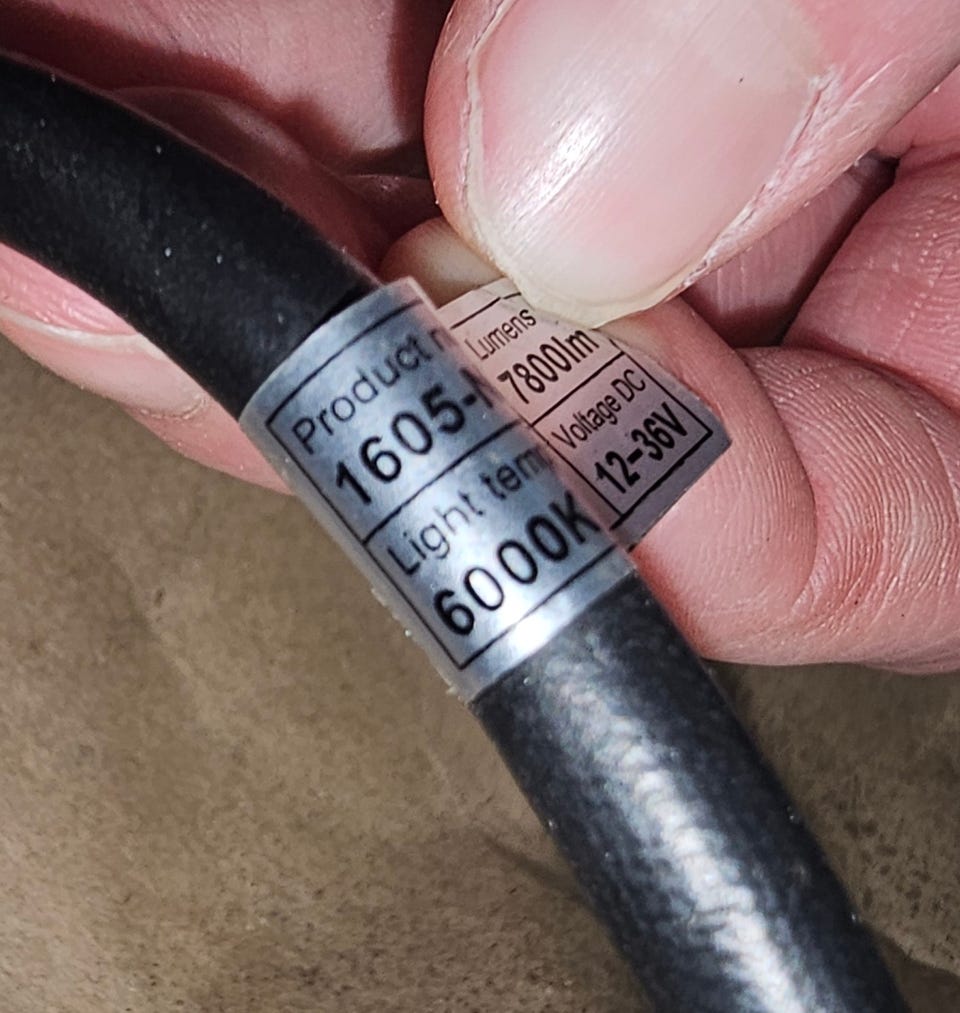 Product
1605-
Light tem
6000K
Lumens
7800lm
Voltage DC
12-36V